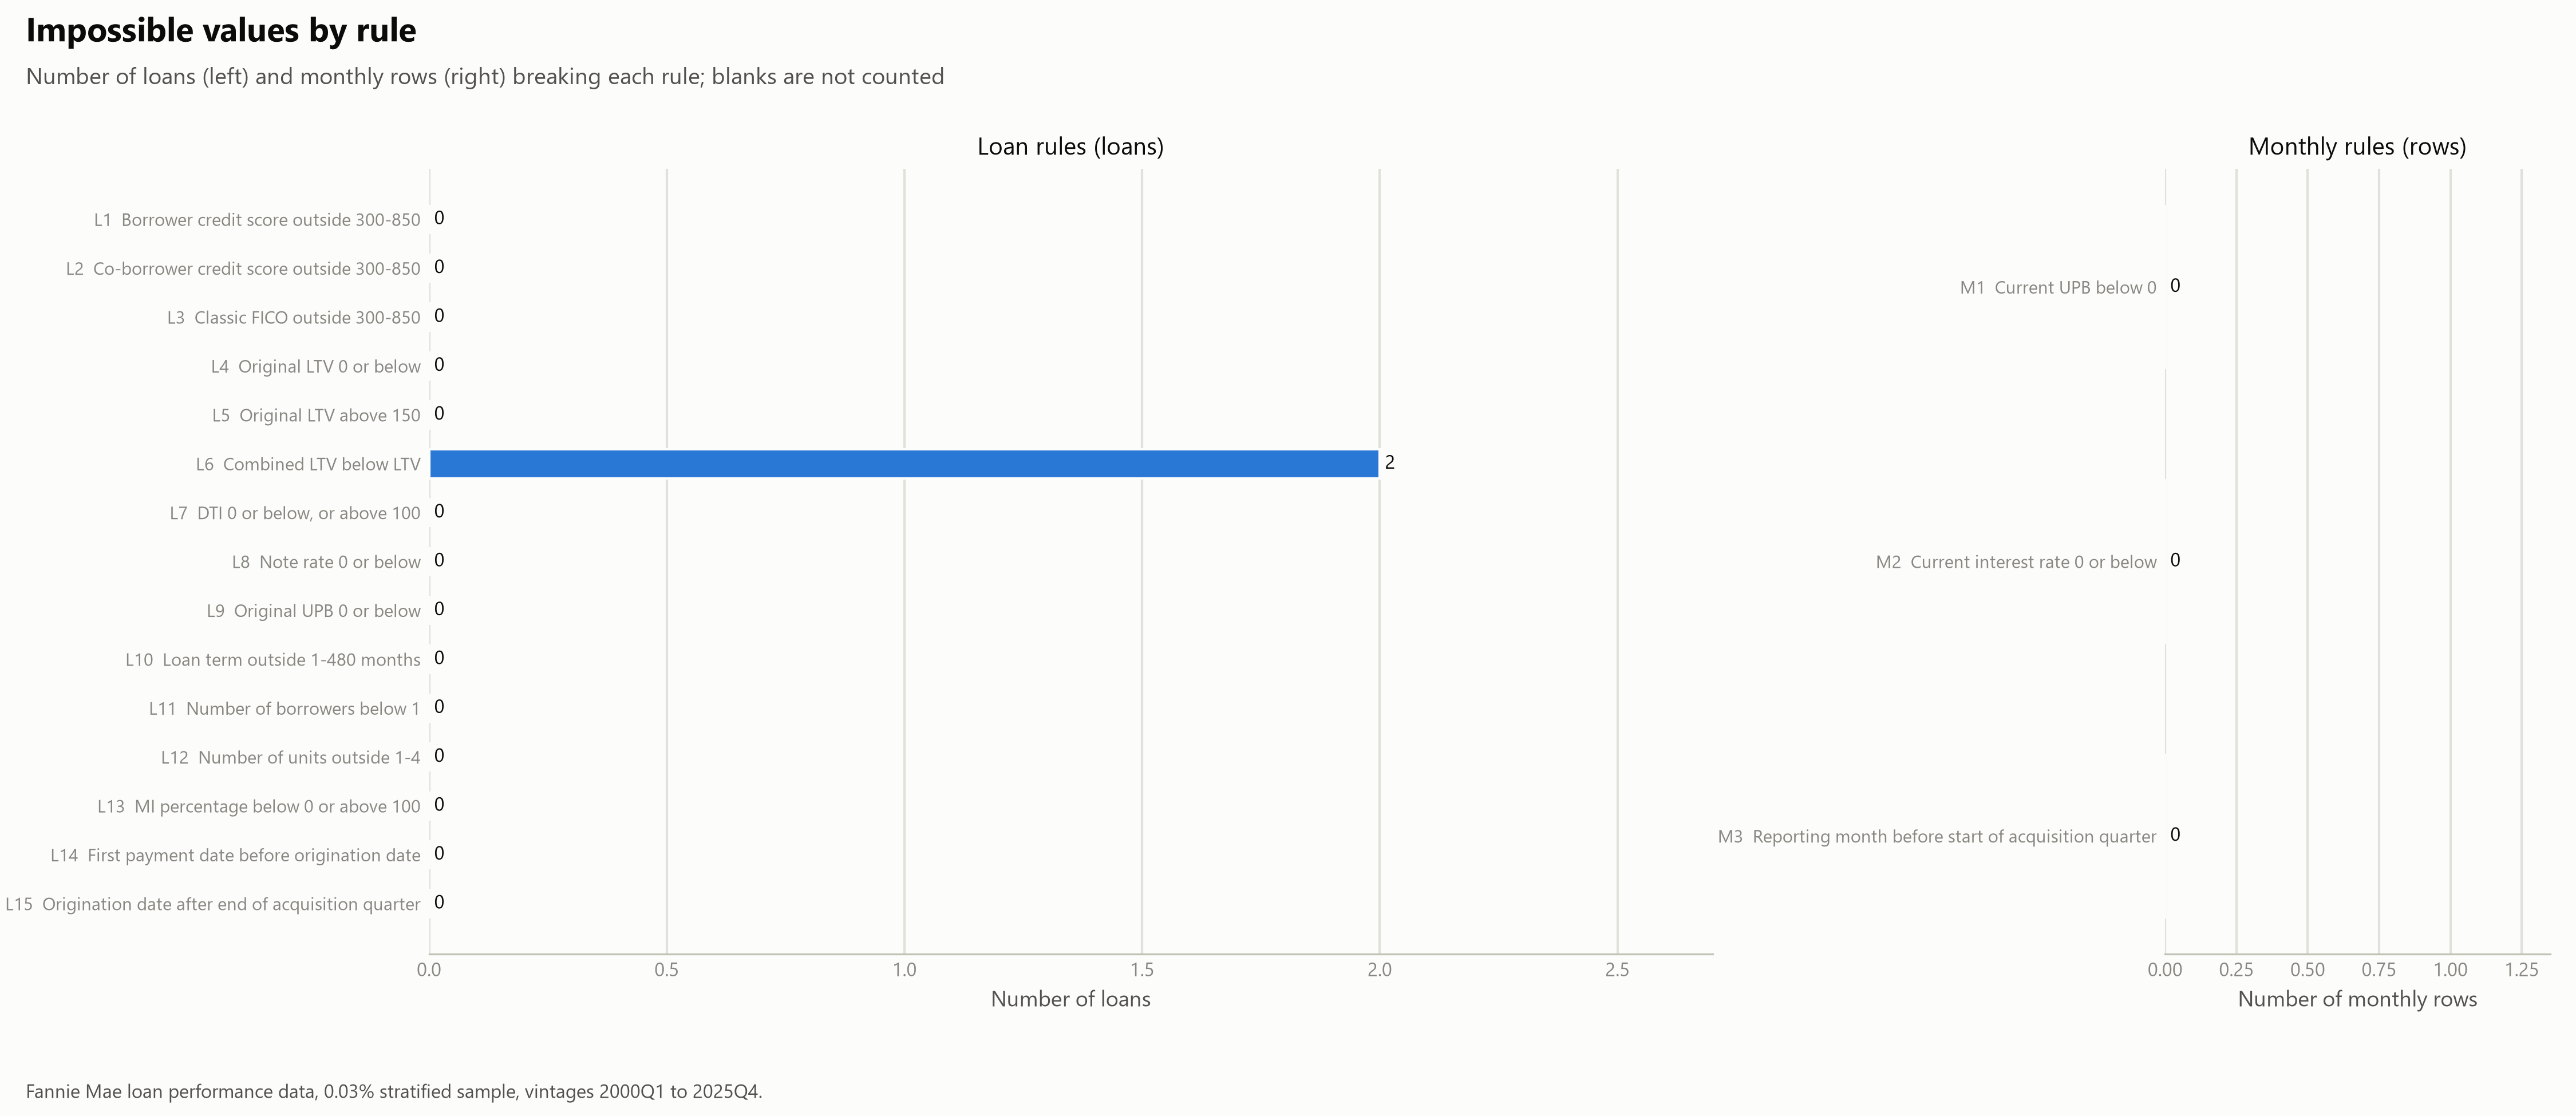 Impossible values by rule
Number of loans (left) and monthly rows (right) breaking each rule; blanks are not counted
Loan rules (loans)
L1 Borrower credit score outside 300-850 0
L2 Co-borrower credit score outside 300-850 0
L3 Classic FICO outside 300-850 0
L4 Original LTV 0 or below 0
L5 Original LTV above 150 0
L6 Combined LTV below LTV 2
L7 DTI 0 or below, or above 100 0
L8 Note rate 0 or below 0
L9 Original UPB 0 or below 0
L10 Loan term outside 1-480 months 0
L11 Number of borrowers below 1 0
L12 Number of units outside 1-4 0
L13 MI percentage below 0 or above 100 0
L14 First payment date before origination date 0
L15 Origination date after end of acquisition quarter 0
0.0 0.5 1.0 1.5 2.0 2.5
Number of loans
Monthly rules (rows)
M1 Current UPB below 0 0
M2 Current interest rate 0 or below 0
M3 Reporting month before start of acquisition quarter 0
0.00 0.25 0.50 0.75 1.00 1.25
Number of monthly rows
Fannie Mae loan performance data, 0.03% stratified sample, vintages 2000Q1 to 2025Q4.